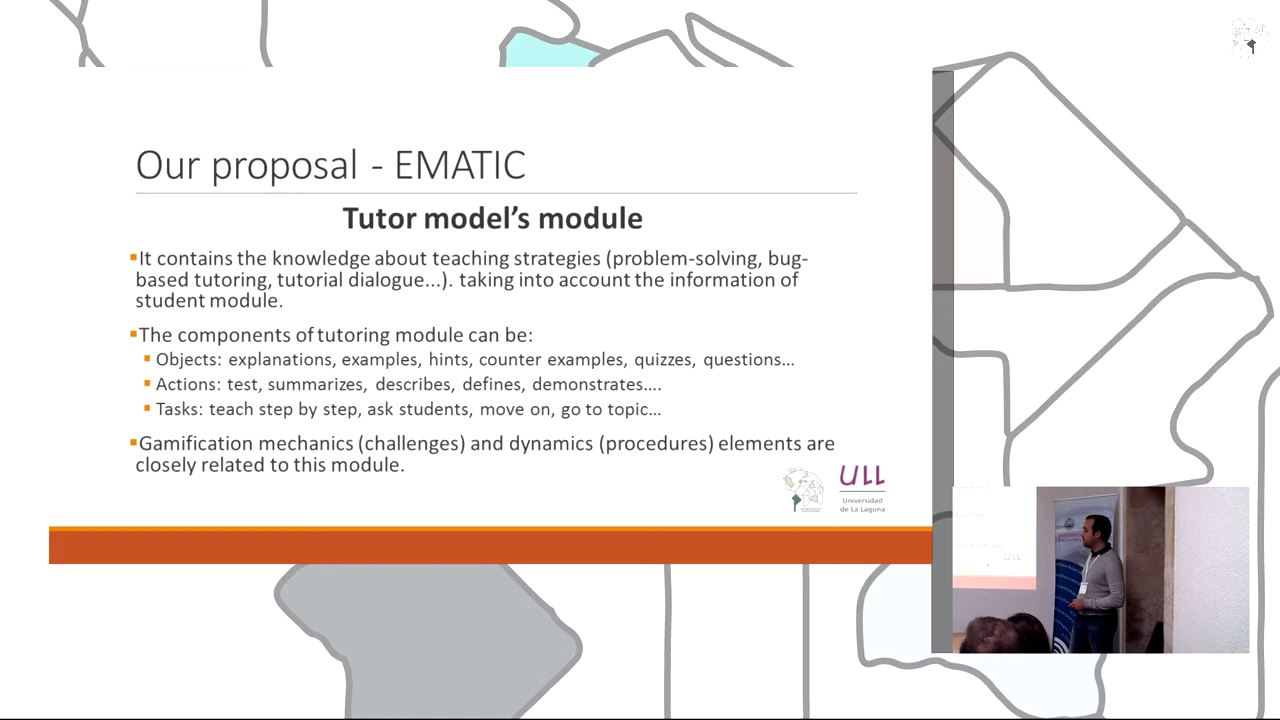 Our proposal - EMATIC
Tutor model's module
It contains the knowledge about teaching strategies (problem-solving, bug-
based tutoring, tutorial dialogue...). taking into account the information of
student module.
The components of tutoring module can be:
Objects: explanations, examples, hints, counter examples, quizzes, questions...
Actions: test, summarizes, describes, defines, demonstrates....
Tasks: teach step by step, ask students, move on, go to topic...
Gamification mechanics (challenges) and dynamics (procedures) elements are
closely related to this module.
ULL
Universidad
de La Laguna
ULL